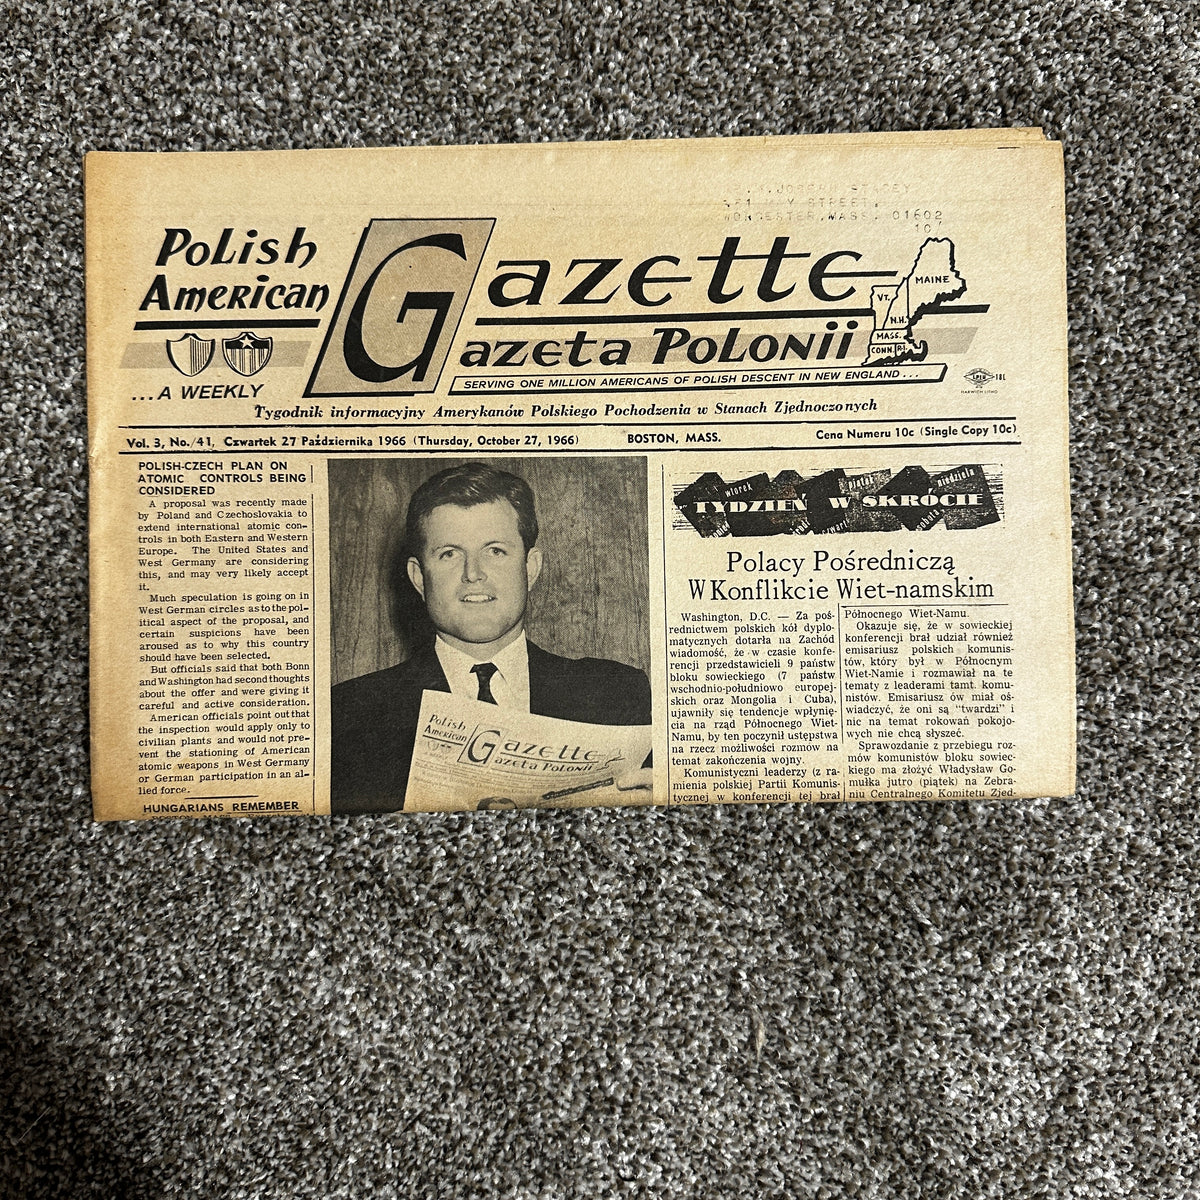 JOSEPH STACEY
MAY STREET,
WORCESTER, MASS. 01602
10/
Polish
American
Gazette
Gazeta Polonii
MAINE
VT.
N.H.
MASS.
CONN.
R.I.
...A WEEKLY
SERVING ONE MILLION AMERICANS OF POLISH DESCENT IN NEW ENGLAND...
LPIU
18L
HARWICH LITHO
Tygodnik informacyjny Amerykanów Polskiego Pochodzenia w Stanach Zjednoczonych
Vol. 3, No./41, Czwartek 27 Października 1966 (Thursday, October 27, 1966) BOSTON, MASS. Cena Numeru 10c (Single Copy 10c)
POLISH-CZECH PLAN ON
ATOMIC CONTROLS BEING
CONSIDERED
A proposal was recently made
by Poland and Czechoslovakia to
extend international atomic con-
trols in both Eastern and Western
Europe. The United States and
West Germany are considering
this, and may very likely accept
it.
Much speculation is going on in
West German circles as to the pol-
itical aspect of the proposal, and
certain suspicions have been
aroused as to why this country
should have been selected.
But officials said that both Bonn
and Washington had second thoughts
about the offer and were giving it
careful and active consideration.
American officials point out that
the inspection would apply only to
civilian plants and would not pre-
vent the stationing of American
atomic weapons in West Germany
or German participation in an al-
lied force.
HUNGARIANS REMEMBER
Polish
American
Gazette
Gazeta Polonii
wtorek
piątek
niedziela
TYDZIEŃ W SKRÓCIE
czwart
sobota
Polacy Pośredniczą
W Konflikcie Wiet-namskim
Washington, D.C. — Za poś-
rednictwem polskich kół dyplo-
matycznych dotarła na Zachód
wiadomość, że w czasie konfe-
rencji przedstawicieli 9 państw
bloku sowieckiego (7 państw
wschodnio-południowo europej-
skich oraz Mongolia i Cuba),
ujawniły się tendencje wpłynię-
cia na rząd Północnego Wiet-
Namu, by ten poczynił ustępstwa
na rzecz możliwości rozmów na
temat zakończenia wojny.
Komunistyczni leaderzy (z ra-
mienia polskiej Partii Komunis-
tycznej w konferencji tej brał
Północnego Wiet-Namu.
Okazuje się, że w sowieckiej
konferencji brał udział również
emisariusz polskich komunis-
tów, który był w Północnym
Wiet-Namie i rozmawiał na te
tematy z leaderami tamt. komu-
nistów. Emisariusz ów miał oś-
wiadczyć, że oni są "twardzi" i
nic na temat rokowań pokojo-
wych nie chcą słyszeć.
Sprawozdanie z przebiegu roz-
mów komunistów bloku sowiec-
kiego ma złożyć Władysław Go-
mułka jutro (piątek) na Zebra-
niu Centralnego Komitetu Zjed-